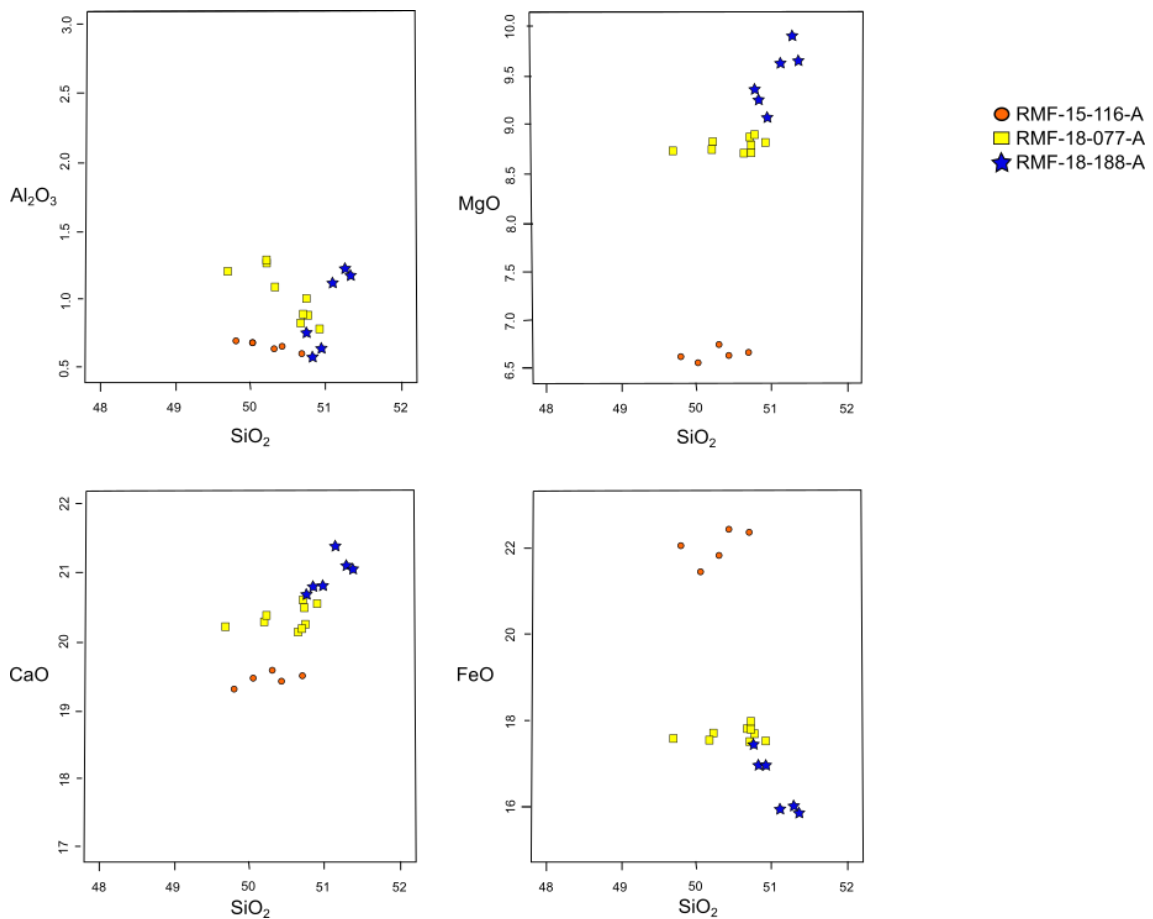 3.0
2.5
2.0
1.5
1.0
0.5
Al₂O₃
48 49 50 51 52
SiO₂
10.0
9.5
9.0
8.5
8.0
7.5
7.0
6.5
MgO
48 49 50 51 52
SiO₂
RMF-15-116-A
RMF-18-077-A
RMF-18-188-A
22
21
20
19
18
17
CaO
48 49 50 51 52
SiO₂
22
20
18
16
FeO
48 49 50 51 52
SiO₂